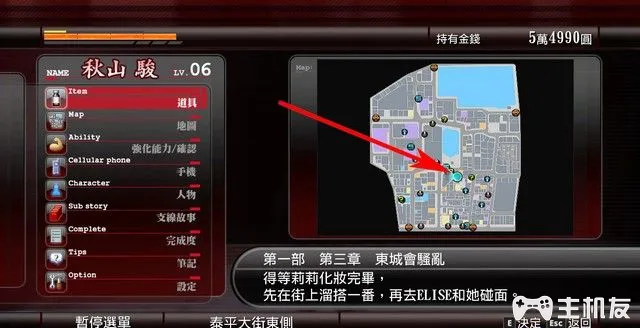 持有金錢 5萬4990圓
NAME 秋山 駿 LV.06
Item
道具
Map
地圖
Ability
強化能力/確認
Cellular phone
手機
Character
人物
Sub story
支線故事
Complete
完成度
Tips
筆記
Option
設定
Map:
第一部 第三章 東城會騷亂
得等莉莉化妝完畢，
先在街上溜搭一番，再去ELISE和她碰面。
暫停選單 泰平大街東側 E 決定 Esc 返回
主机友